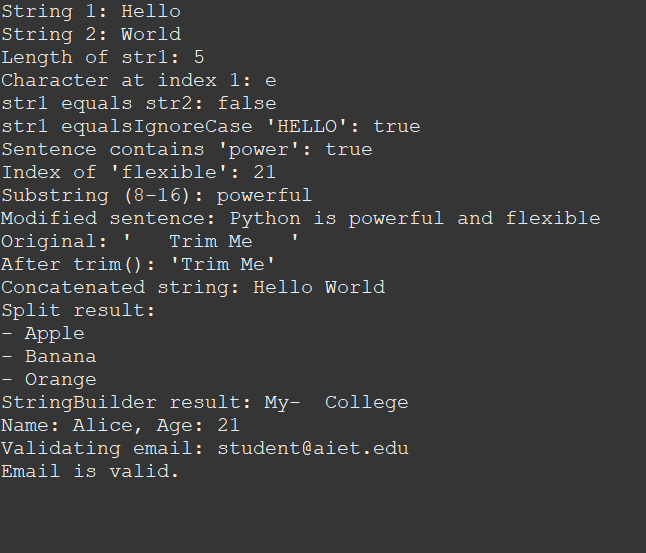 String 1: Hello
String 2: World
Length of str1: 5
Character at index 1: e
str1 equals str2: false
str1 equalsIgnoreCase 'HELLO': true
Sentence contains 'power': true
Index of 'flexible': 21
Substring (8-16): powerful
Modified sentence: Python is powerful and flexible
Original: '   Trim Me   '
After trim(): 'Trim Me'
Concatenated string: Hello World
Split result:
- Apple
- Banana
- Orange
StringBuilder result: My-  College
Name: Alice, Age: 21
Validating email: student@aiet.edu
Email is valid.